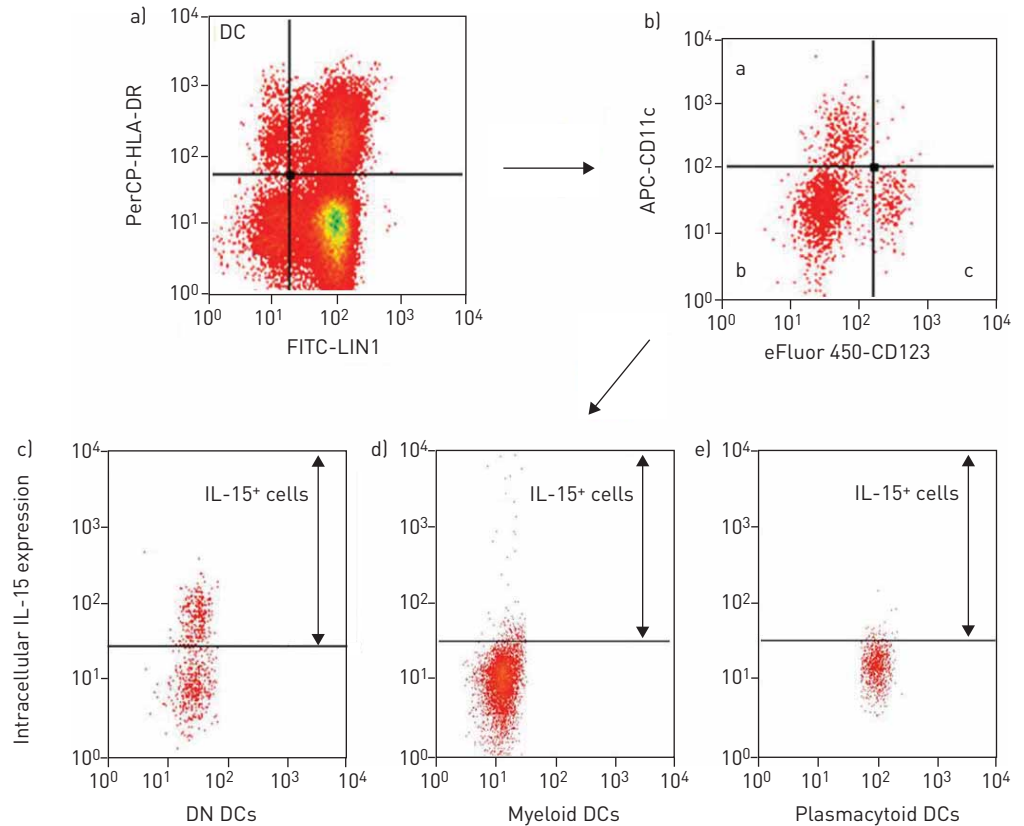 a)
DC
PerCP-HLA-DR
10⁴
10³
10²
10¹
10⁰
10⁰ 10¹ 10² 10³ 10⁴
FITC-LIN1
b)
a
b
c
APC-CD11c
10⁴
10³
10²
10¹
10⁰
10⁰ 10¹ 10² 10³ 10⁴
eFluor 450-CD123
c)
Intracellular IL-15 expression
10⁴
10³
10²
10¹
10⁰
IL-15⁺ cells
10⁰ 10¹ 10² 10³ 10⁴
DN DCs
d)
10⁴
10³
10²
10¹
10⁰
IL-15⁺ cells
10⁰ 10¹ 10² 10³ 10⁴
Myeloid DCs
e)
10⁴
10³
10²
10¹
10⁰
IL-15⁺ cells
10⁰ 10¹ 10² 10³ 10⁴
Plasmacytoid DCs